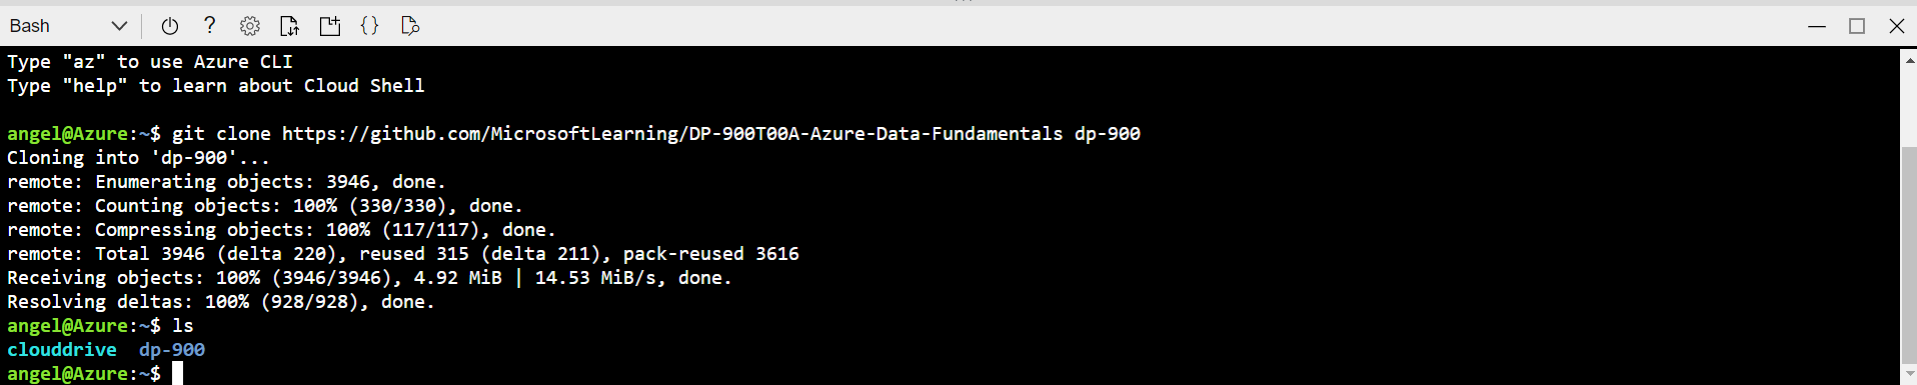 Bash
Type "az" to use Azure CLI
Type "help" to learn about Cloud Shell
angel@Azure:~$ git clone https://github.com/MicrosoftLearning/DP-900T00A-Azure-Data-Fundamentals dp-900
Cloning into 'dp-900'...
remote: Enumerating objects: 3946, done.
remote: Counting objects: 100% (330/330), done.
remote: Compressing objects: 100% (117/117), done.
remote: Total 3946 (delta 220), reused 315 (delta 211), pack-reused 3616
Receiving objects: 100% (3946/3946), 4.92 MiB | 14.53 MiB/s, done.
Resolving deltas: 100% (928/928), done.
angel@Azure:~$ ls
clouddrive  dp-900
angel@Azure:~$